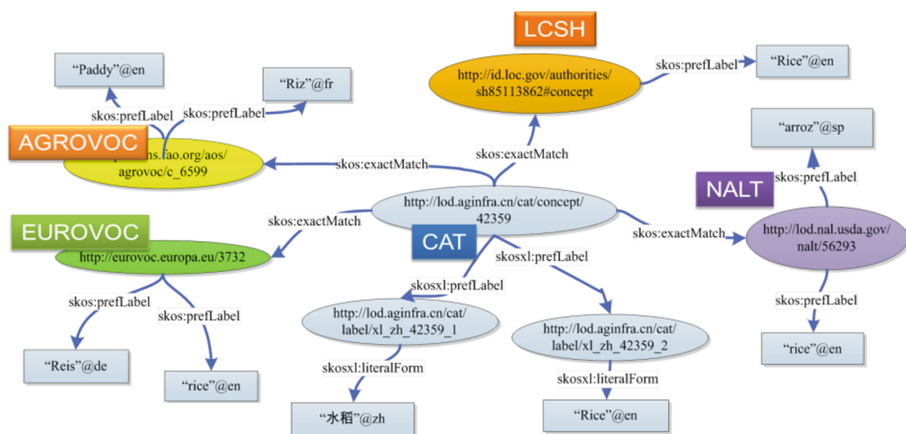 LCSH
"Paddy"@en
http://id.loc.gov/authorities/
sh85113862#concept
skos:prefLabel
"Rice"@en
"Riz"@fr
skos:prefLabel
skos:prefLabel
"arroz"@sp
AGROVOC
ns.fao.org/aos/
agrovoc/c_6599
skos:exactMatch
skos:exactMatch
skos:prefLabel
NALT
http://lod.aginfra.cn/cat/concept/
42359
skos:exactMatch
skos:exactMatch
http://lod.nal.usda.gov/
nalt/56293
EUROVOC
CAT
http://eurovoc.europa.eu/3732
skosxl:prefLabel
skosxl:prefLabel
skos:prefLabel
skos:prefLabel
skos:prefLabel
http://lod.aginfra.cn/cat/
label/xl_zh_42359_1
http://lod.aginfra.cn/cat/
label/xl_zh_42359_2
"Reis"@de
"rice"@en
"rice"@en
skosxl:literalForm
skosxl:literalForm
"水稻"@zh
"Rice"@en